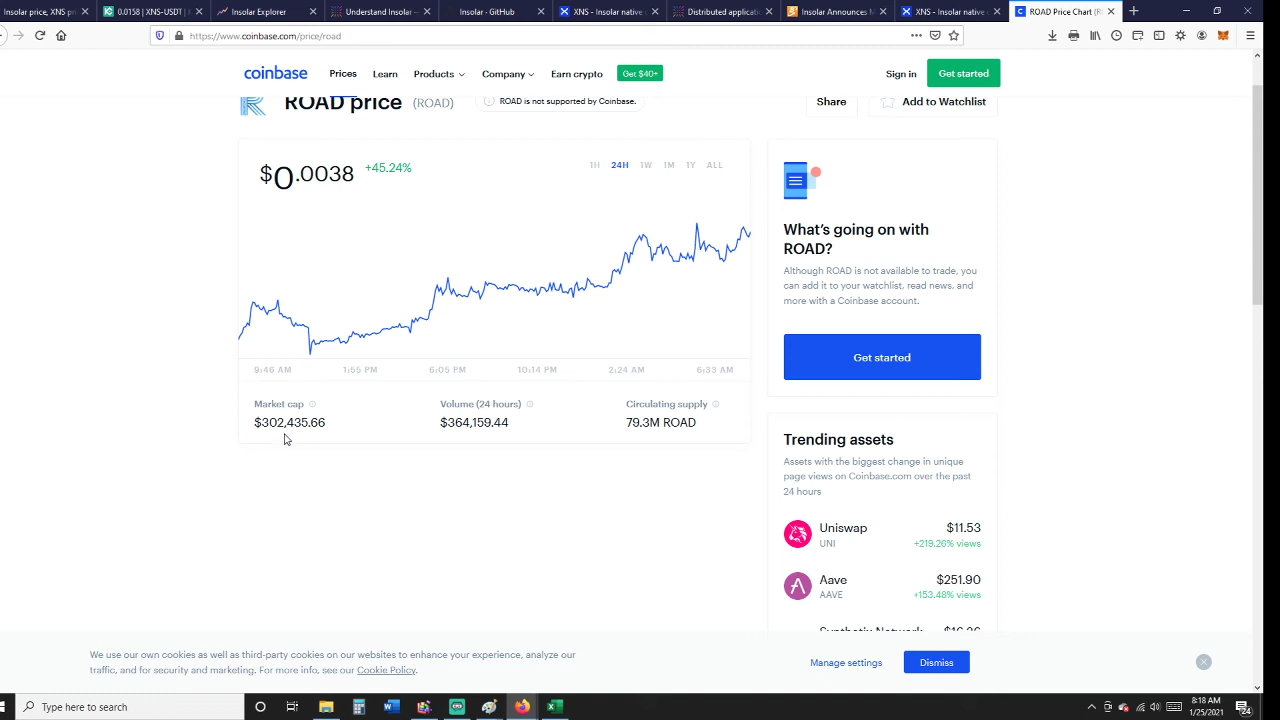 Insolar price, XNS pri
0.0158 | XNS-USDT |
Insolar Explorer
Understand Insolar —
Insolar · GitHub
XNS - Insolar native c
Distributed applicatio
Insolar Announces M
XNS - Insolar native c
ROAD Price Chart (R
https://www.coinbase.com/price/road
coinbase
Prices
Learn
Products
Company
Earn crypto
Get $40+
Sign in
Get started
ROAD price (ROAD)
ROAD is not supported by Coinbase.
Share
Add to Watchlist
$0.0038 +45.24%
1H 24H 1W 1M 1Y ALL
9:46 AM 1:55 PM 6:05 PM 10:14 PM 2:24 AM 6:33 AM
Market cap
$302,435.66
Volume (24 hours)
$364,159.44
Circulating supply
79.3M ROAD
What's going on with
ROAD?
Although ROAD is not available to trade, you
can add it to your watchlist, read news, and
more with a Coinbase account.
Get started
Trending assets
Assets with the biggest change in unique
page views on Coinbase.com over the past
24 hours
Uniswap $11.53
UNI +219.26% views
Aave $251.90
AAVE +153.48% views
We use our own cookies as well as third-party cookies on our websites to enhance your experience, analyze our
traffic, and for security and marketing. For more info, see our Cookie Policy.
Manage settings
Dismiss
Type here to search
8:18 AM
1/25/2021
24